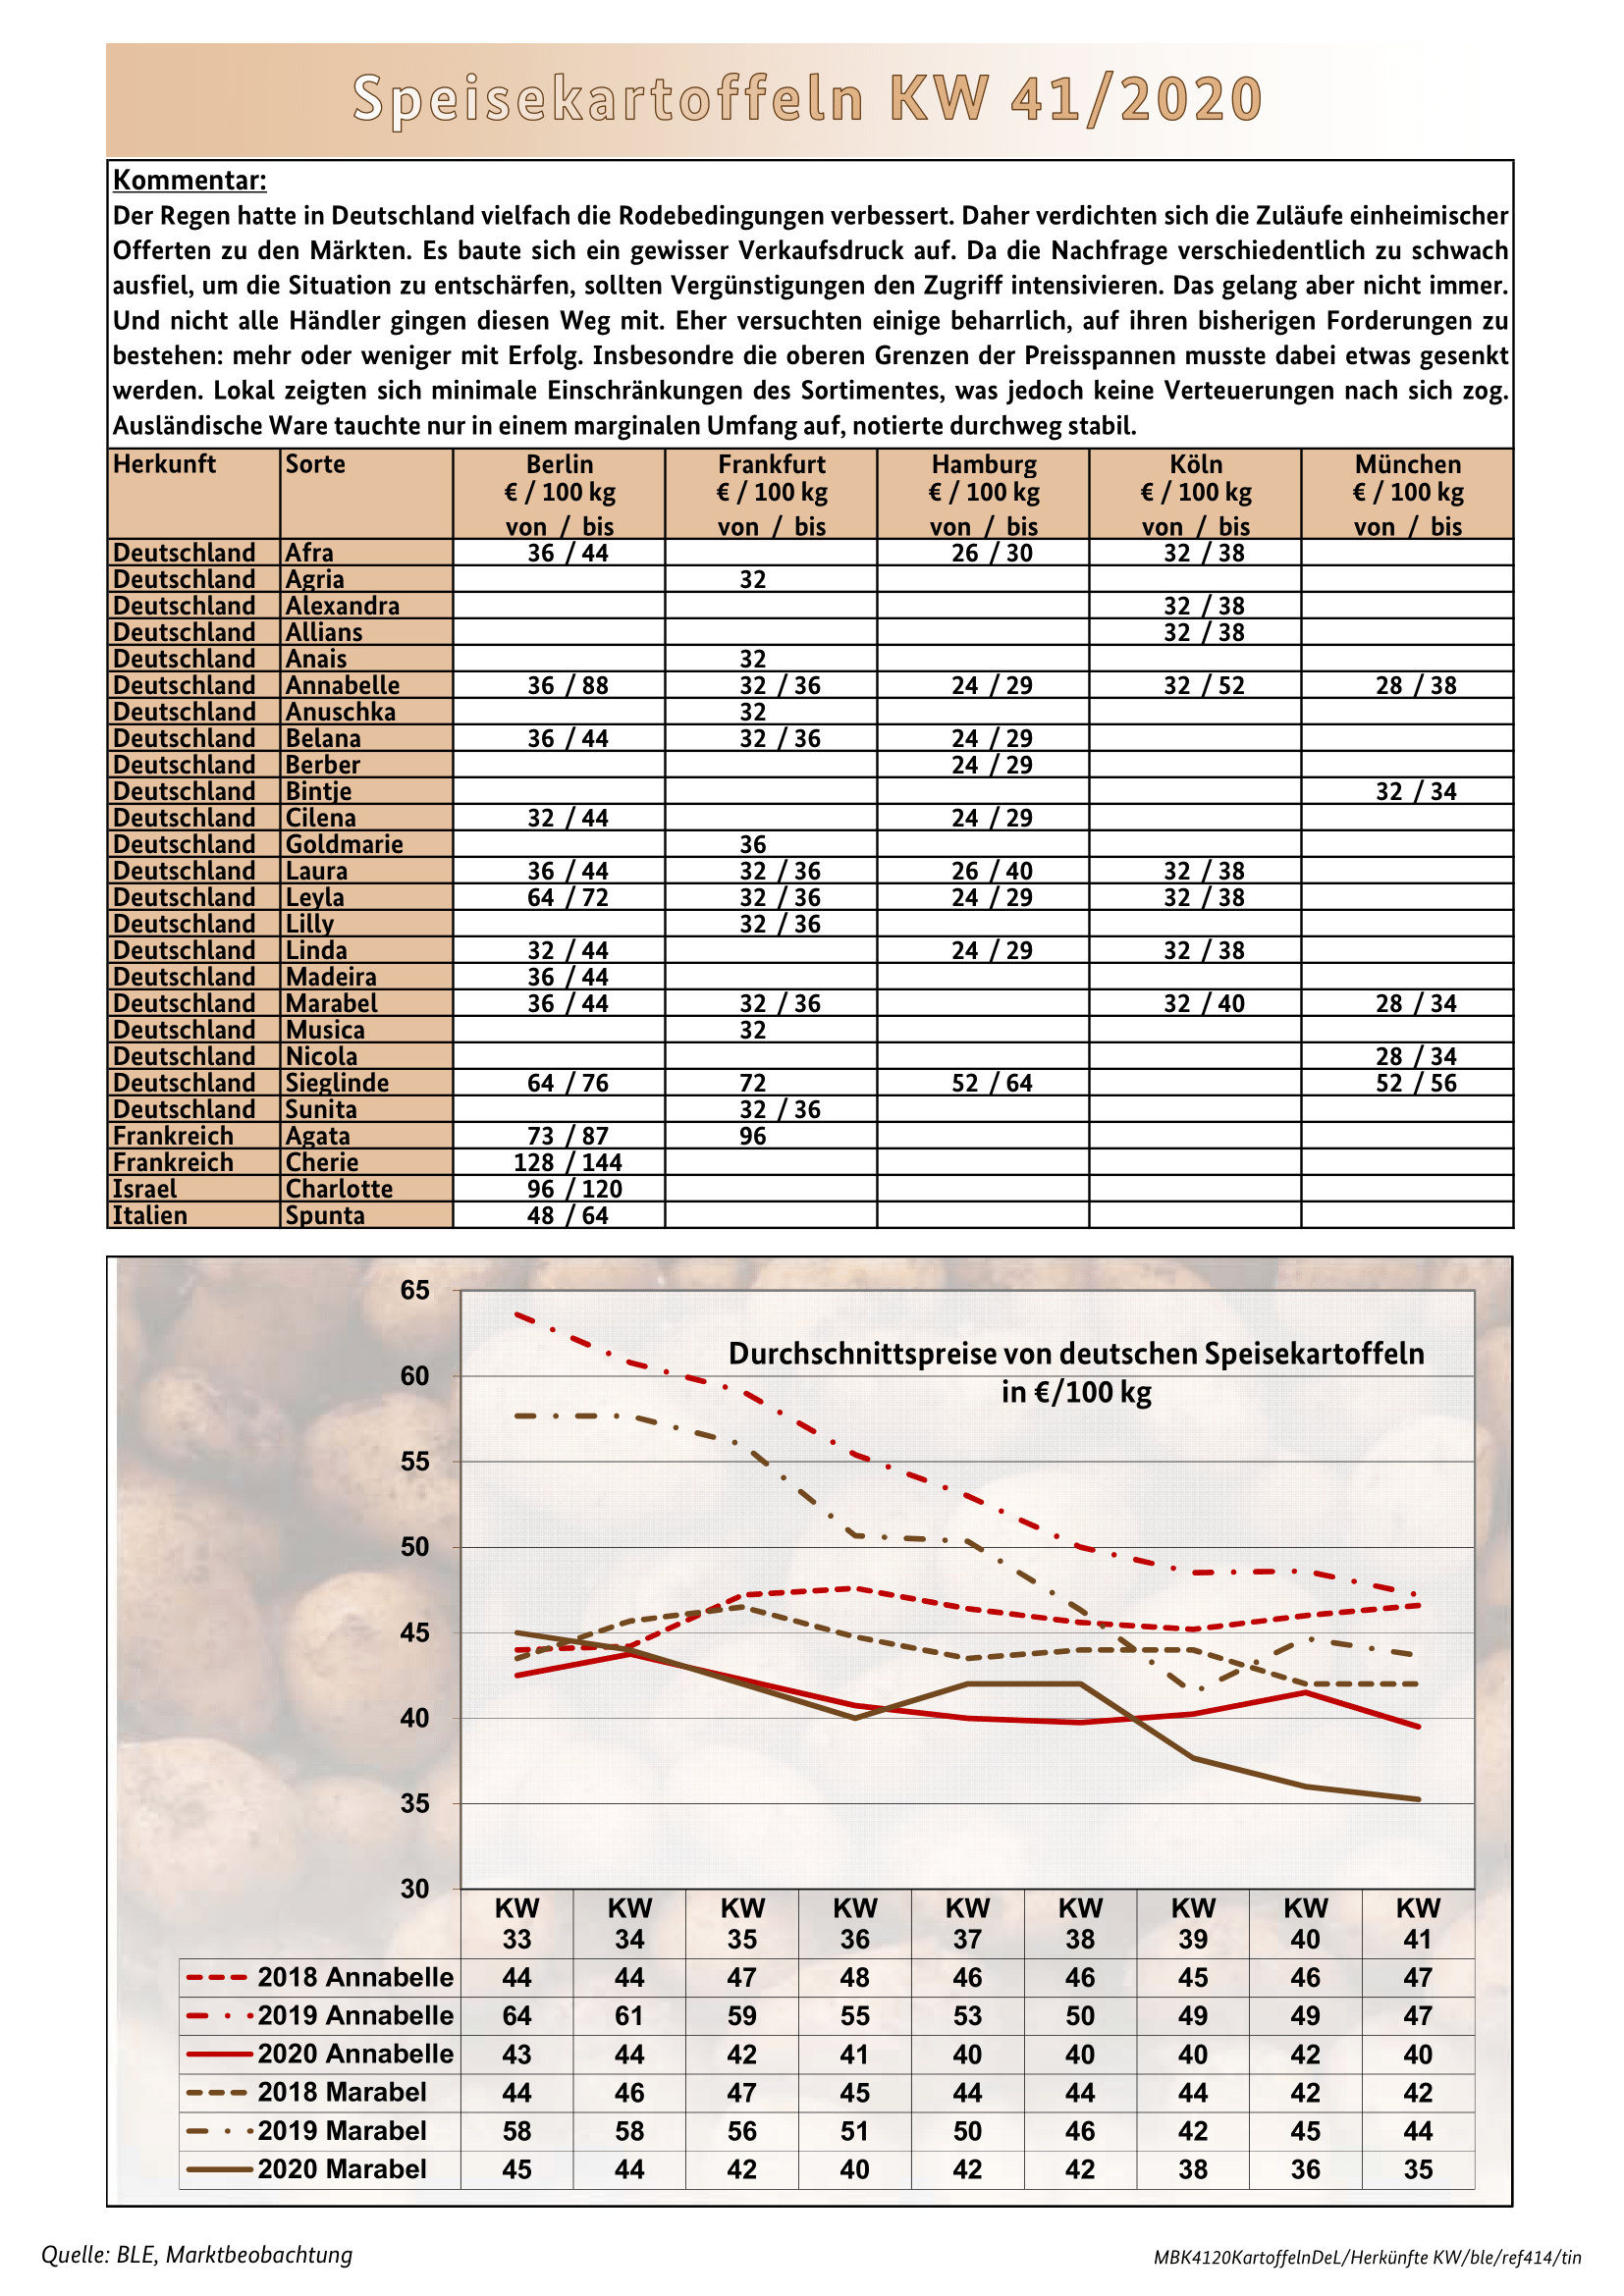 Speisekartoffeln KW 41/2020
Kommentar:
Der Regen hatte in Deutschland vielfach die Rodebedingungen verbessert. Daher verdichten sich die Zuläufe einheimischer
Offerten zu den Märkten. Es baute sich ein gewisser Verkaufsdruck auf. Da die Nachfrage verschiedentlich zu schwach
ausfiel, um die Situation zu entschärfen, sollten Vergünstigungen den Zugriff intensivieren. Das gelang aber nicht immer.
Und nicht alle Händler gingen diesen Weg mit. Eher versuchten einige beharrlich, auf ihren bisherigen Forderungen zu
bestehen: mehr oder weniger mit Erfolg. Insbesondre die oberen Grenzen der Preisspannen musste dabei etwas gesenkt
werden. Lokal zeigten sich minimale Einschränkungen des Sortimentes, was jedoch keine Verteuerungen nach sich zog.
Ausländische Ware tauchte nur in einem marginalen Umfang auf, notierte durchweg stabil.
Herkunft Sorte Berlin Frankfurt Hamburg Köln München
€ / 100 kg € / 100 kg € / 100 kg € / 100 kg € / 100 kg
von / bis von / bis von / bis von / bis von / bis
Deutschland Afra 36 / 44 26 / 30 32 / 38
Deutschland Agria 32
Deutschland Alexandra 32 / 38
Deutschland Allians 32 / 38
Deutschland Anais 32
Deutschland Annabelle 36 / 88 32 / 36 24 / 29 32 / 52 28 / 38
Deutschland Anuschka 32
Deutschland Belana 36 / 44 32 / 36 24 / 29
Deutschland Berber 24 / 29
Deutschland Bintje 32 / 34
Deutschland Cilena 32 / 44 24 / 29
Deutschland Goldmarie 36
Deutschland Laura 36 / 44 32 / 36 26 / 40 32 / 38
Deutschland Leyla 64 / 72 32 / 36 24 / 29 32 / 38
Deutschland Lilly 32 / 36
Deutschland Linda 32 / 44 24 / 29 32 / 38
Deutschland Madeira 36 / 44
Deutschland Marabel 36 / 44 32 / 36 32 / 40 28 / 34
Deutschland Musica 32
Deutschland Nicola 28 / 34
Deutschland Sieglinde 64 / 76 72 52 / 64 52 / 56
Deutschland Sunita 32 / 36
Frankreich Agata 73 / 87 96
Frankreich Cherie 128 / 144
Israel Charlotte 96 / 120
Italien Spunta 48 / 64
Durchschnittspreise von deutschen Speisekartoffeln
in €/100 kg
65
60
55
50
45
40
35
30
KW KW KW KW KW KW KW KW KW
33 34 35 36 37 38 39 40 41
2018 Annabelle 44 44 47 48 46 46 45 46 47
2019 Annabelle 64 61 59 55 53 50 49 49 47
2020 Annabelle 43 44 42 41 40 40 40 42 40
2018 Marabel 44 46 47 45 44 44 44 42 42
2019 Marabel 58 58 56 51 50 46 42 45 44
2020 Marabel 45 44 42 40 42 42 38 36 35
Quelle: BLE, Marktbeobachtung
MBK4120KartoffelnDeL/Herkünfte KW/ble/ref414/tin